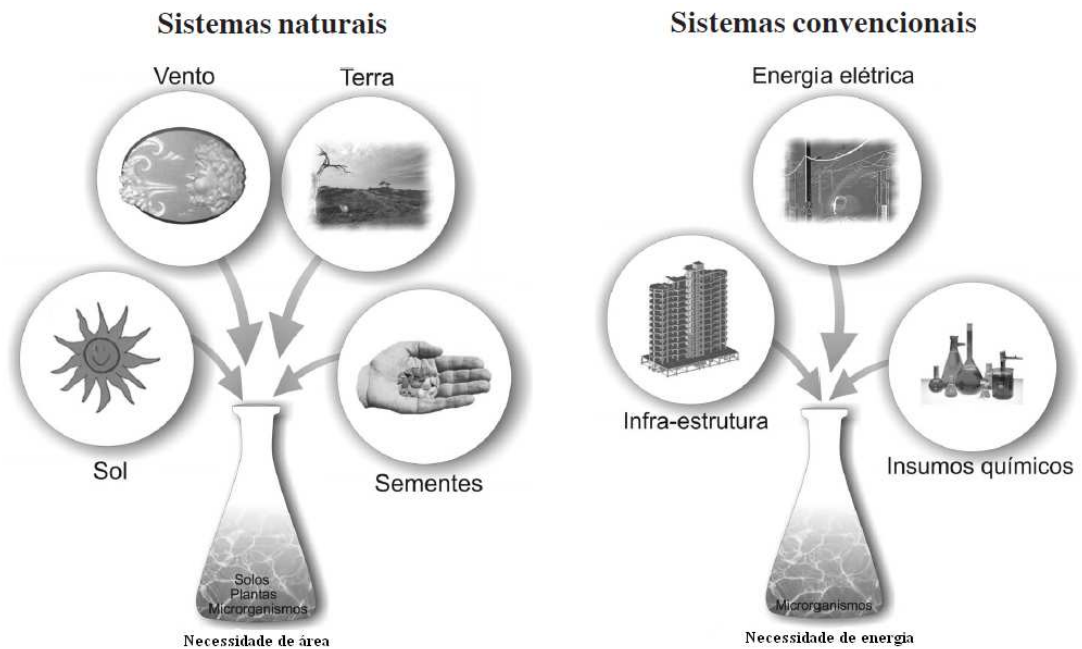 Sistemas naturais
Vento
Terra
Sol
Sementes
Solos
Plantas
Microrganismos
Necessidade de área
Sistemas convencionais
Energia elétrica
Infra-estrutura
Insumos químicos
Microrganismos
Necessidade de energia